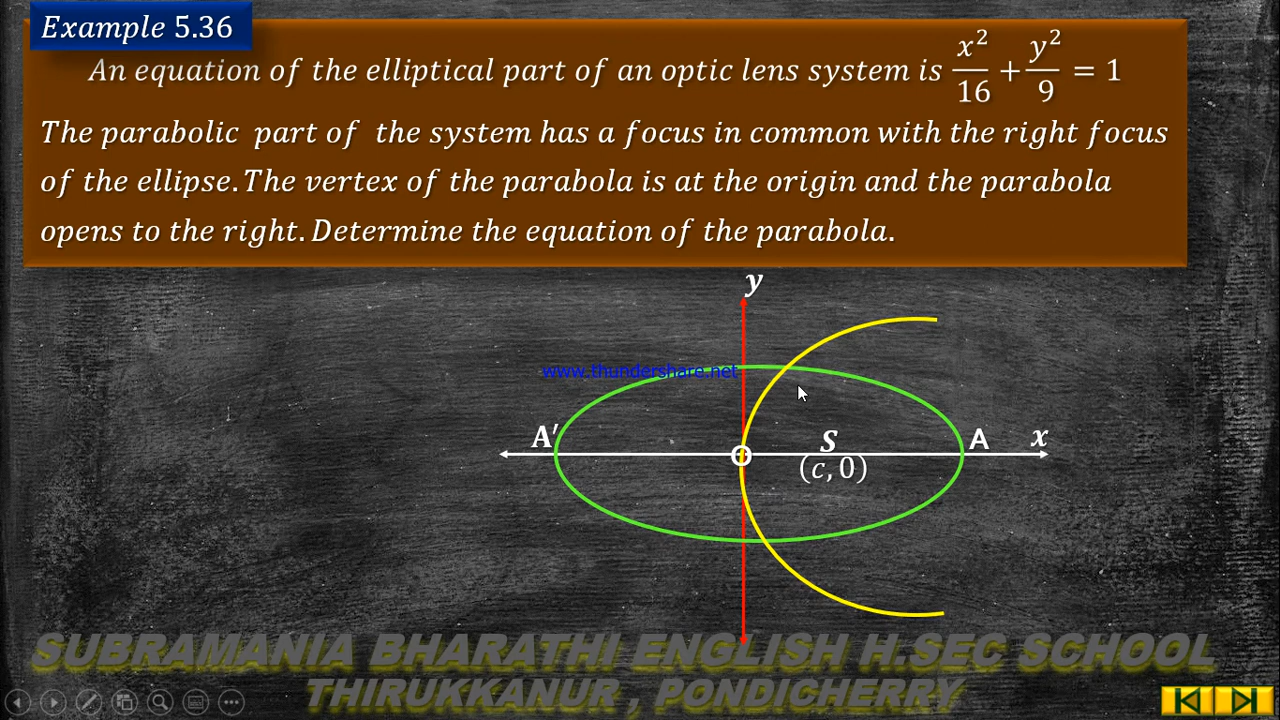 Example 5.36
An equation of the elliptical part of an optic lens system is x²/16 + y²/9 = 1
The parabolic part of the system has a focus in common with the right focus
of the ellipse. The vertex of the parabola is at the origin and the parabola
opens to the right. Determine the equation of the parabola.
y
www.thundershare.net
A′ S A x
O (c, 0)
SUBRAMANIA BHARATHI ENGLISH H.SEC SCHOOL
THIRUKKANUR , PONDICHERRY